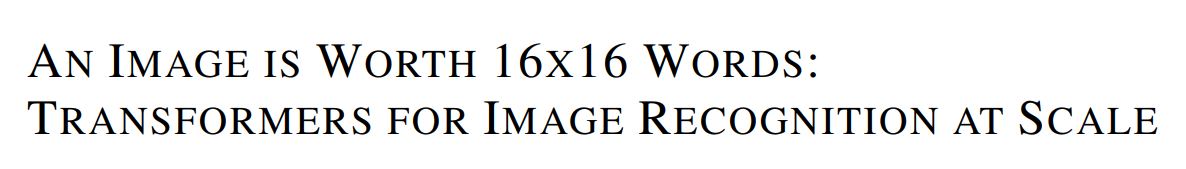 An Image is Worth 16x16 Words:
Transformers for Image Recognition at Scale